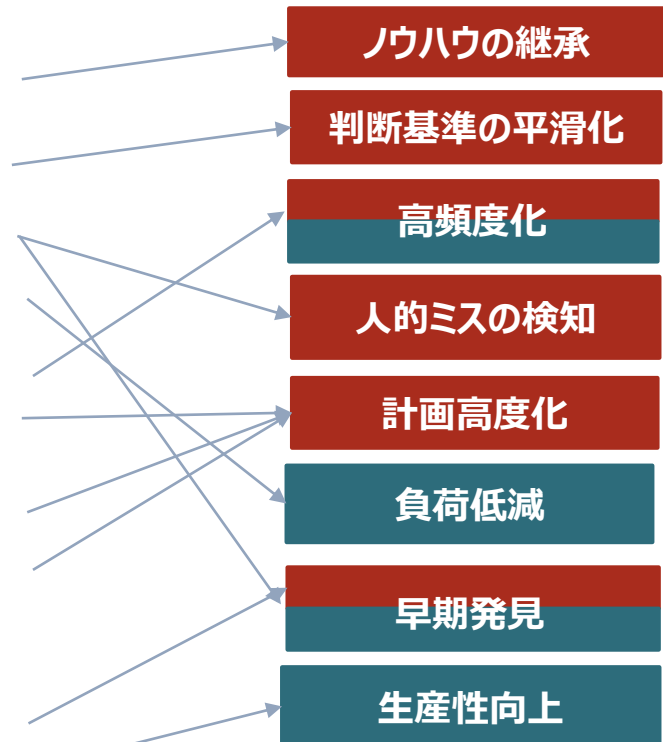 ノウハウの継承
判断基準の平滑化
高頻度化
人的ミスの検知
計画高度化
負荷低減
早期発見
生産性向上